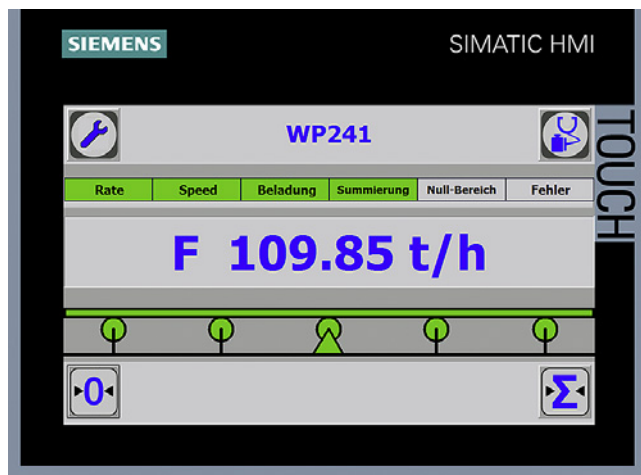 SIEMENS
SIMATIC HMI
TOUCH
WP241
Rate Speed Beladung Summierung Null-Bereich Fehler
F 109.85 t/h
0 Σ